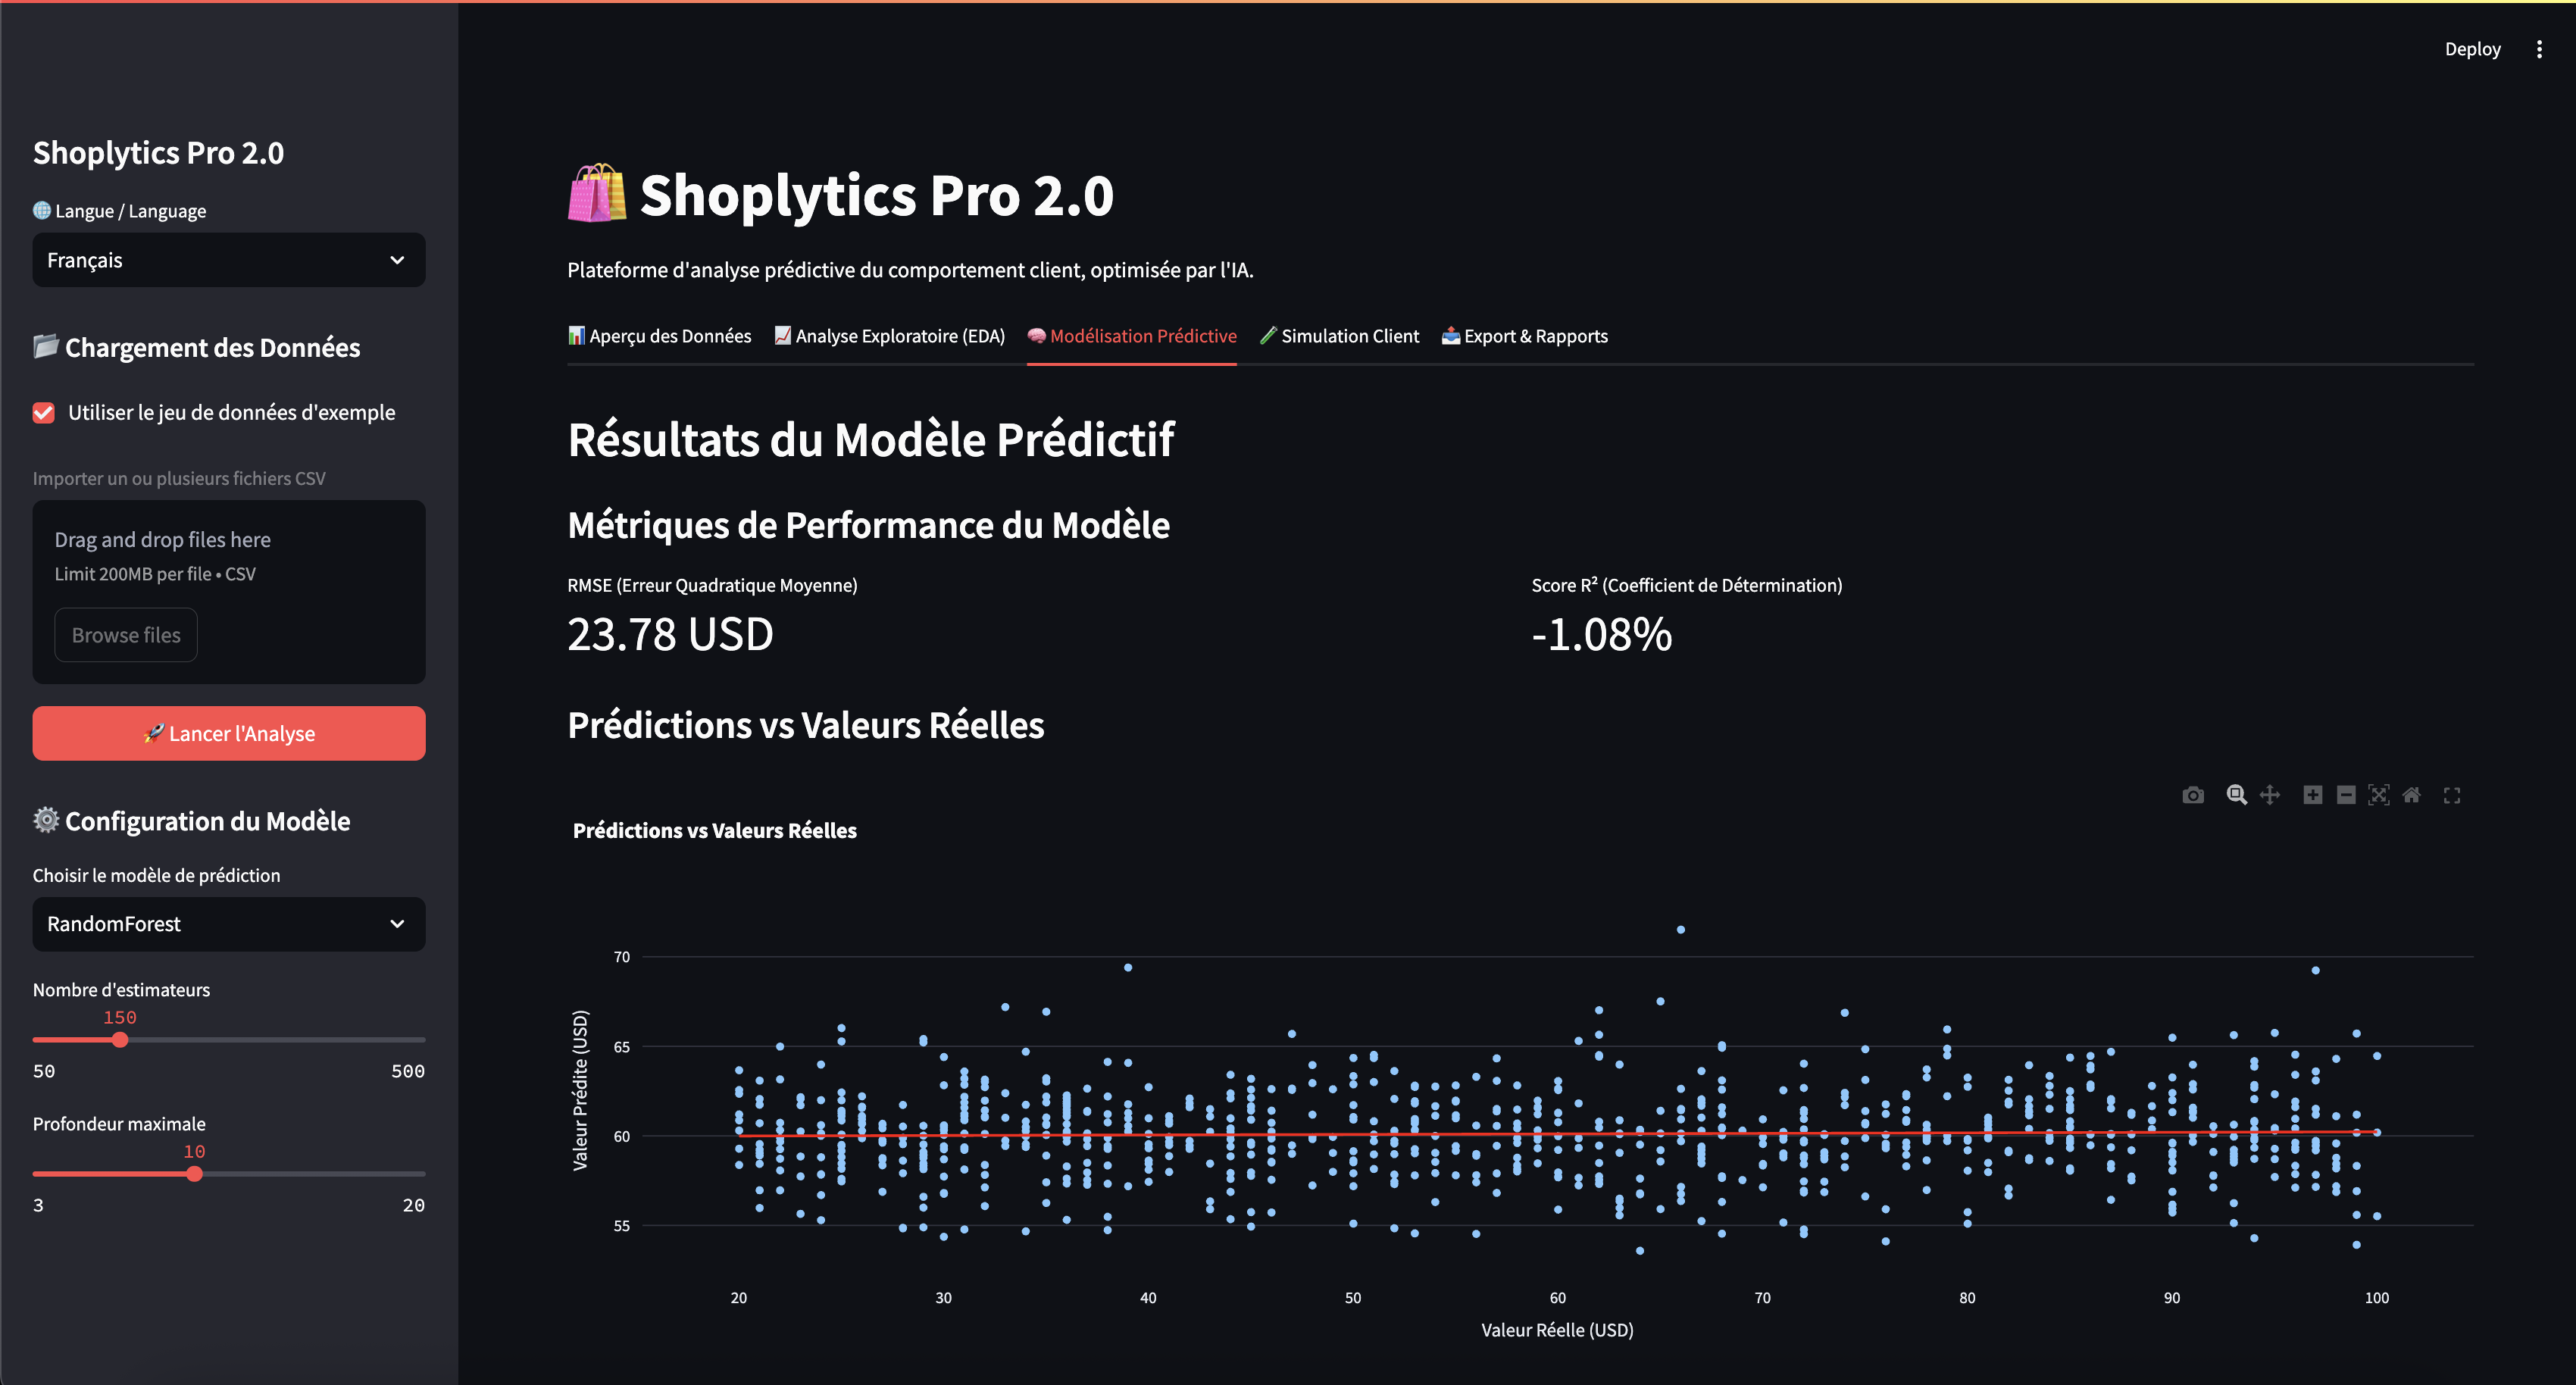 Deploy
Shoplytics Pro 2.0
Langue / Language
Français
Chargement des Données
Utiliser le jeu de données d'exemple
Importer un ou plusieurs fichiers CSV
Drag and drop files here
Limit 200MB per file • CSV
Browse files
Lancer l'Analyse
Configuration du Modèle
Choisir le modèle de prédiction
RandomForest
Nombre d'estimateurs
150
50 500
Profondeur maximale
10
3 20
Shoplytics Pro 2.0
Plateforme d'analyse prédictive du comportement client, optimisée par l'IA.
Aperçu des Données Analyse Exploratoire (EDA) Modélisation Prédictive Simulation Client Export & Rapports
Résultats du Modèle Prédictif
Métriques de Performance du Modèle
RMSE (Erreur Quadratique Moyenne)
23.78 USD
Score R² (Coefficient de Détermination)
-1.08%
Prédictions vs Valeurs Réelles
Prédictions vs Valeurs Réelles
Valeur Prédite (USD)
70
65
60
55
20 30 40 50 60 70 80 90 100
Valeur Réelle (USD)